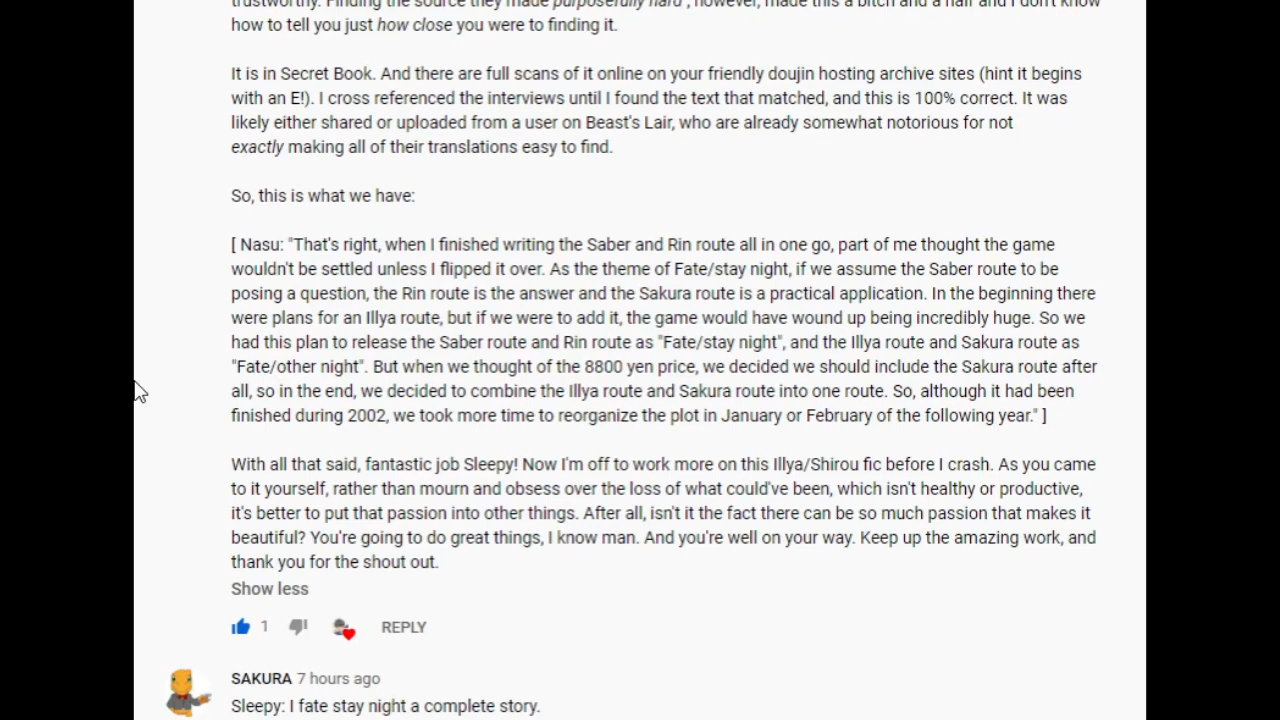 trustworthy. Finding the source they made purposefully hard , however, made this a bitch and a half and I don't know
how to tell you just how close you were to finding it.
It is in Secret Book. And there are full scans of it online on your friendly doujin hosting archive sites (hint it begins
with an E!). I cross referenced the interviews until I found the text that matched, and this is 100% correct. It was
likely either shared or uploaded from a user on Beast's Lair, who are already somewhat notorious for not
exactly making all of their translations easy to find.
So, this is what we have:
[ Nasu: "That's right, when I finished writing the Saber and Rin route all in one go, part of me thought the game
wouldn't be settled unless I flipped it over. As the theme of Fate/stay night, if we assume the Saber route to be
posing a question, the Rin route is the answer and the Sakura route is a practical application. In the beginning there
were plans for an Illya route, but if we were to add it, the game would have wound up being incredibly huge. So we
had this plan to release the Saber route and Rin route as "Fate/stay night", and the Illya route and Sakura route as
"Fate/other night". But when we thought of the 8800 yen price, we decided we should include the Sakura route after
all, so in the end, we decided to combine the Illya route and Sakura route into one route. So, although it had been
finished during 2002, we took more time to reorganize the plot in January or February of the following year." ]
With all that said, fantastic job Sleepy! Now I'm off to work more on this Illya/Shirou fic before I crash. As you came
to it yourself, rather than mourn and obsess over the loss of what could've been, which isn't healthy or productive,
it's better to put that passion into other things. After all, isn't it the fact there can be so much passion that makes it
beautiful? You're going to do great things, I know man. And you're well on your way. Keep up the amazing work, and
thank you for the shout out.
Show less
1 REPLY
SAKURA 7 hours ago
Sleepy: I fate stay night a complete story.